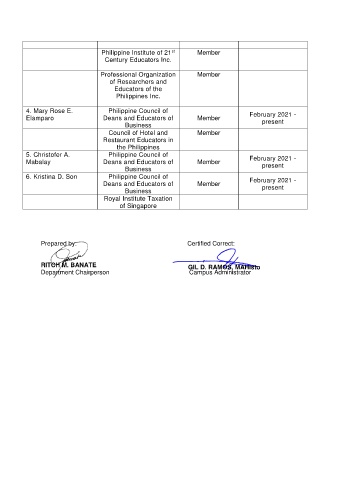 Philippine Institute of 21st
Century Educators Inc.
Member
Professional Organization
of Researchers and
Educators of the
Philippines Inc.
Member
4. Mary Rose E.
Elamparo
Philippine Council of
Deans and Educators of
Business
Member
February 2021 -
present
Council of Hotel and
Restaurant Educators in
the Philippines
Member
5. Christofer A.
Mabalay
Philippine Council of
Deans and Educators of
Business
Member
February 2021 -
present
6. Kristina D. Son
Philippine Council of
Deans and Educators of
Business
Member
February 2021 -
present
Royal Institute Taxation
of Singapore
Prepared by:
RITCH M. BANATE
Department Chairperson
Certified Correct:
GIL D. RAMOS,
Campus Administrator